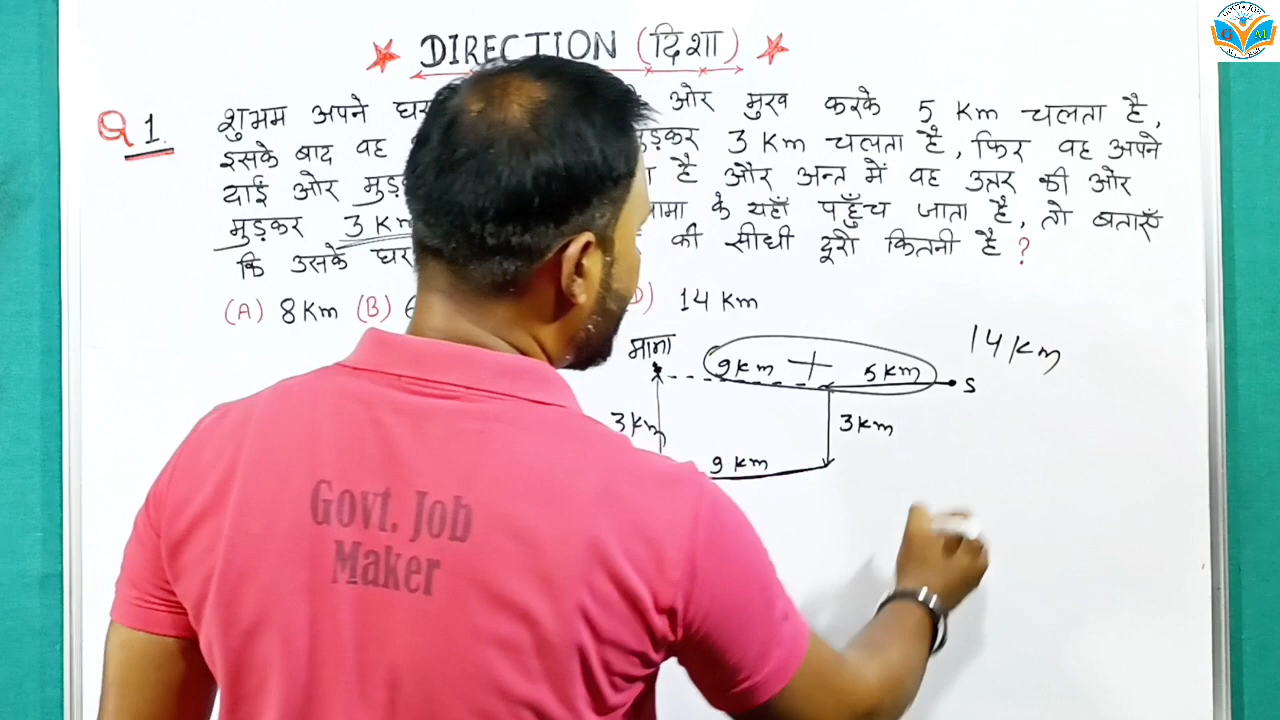 DIRECTION (दिशा)
Q 1. शुभम अपने घर ओर मुख करके 5 Km चलता है,
इसके बाद वह मुड़कर 3 Km चलता है, फिर वह अपने
दाईं ओर है और अन्त में वह उत्तर की ओर
मुड़कर 3 Km मामा के यहाँ पहुँच जाता है, तो बताएँ
कि उसके घर की सीधी दूरी कितनी है ?
(A) 8 Km (B) D) 14 Km
मामा 9 km + 5 km S 14 km
3 km 3 km
9 km
Govt. Job
Maker